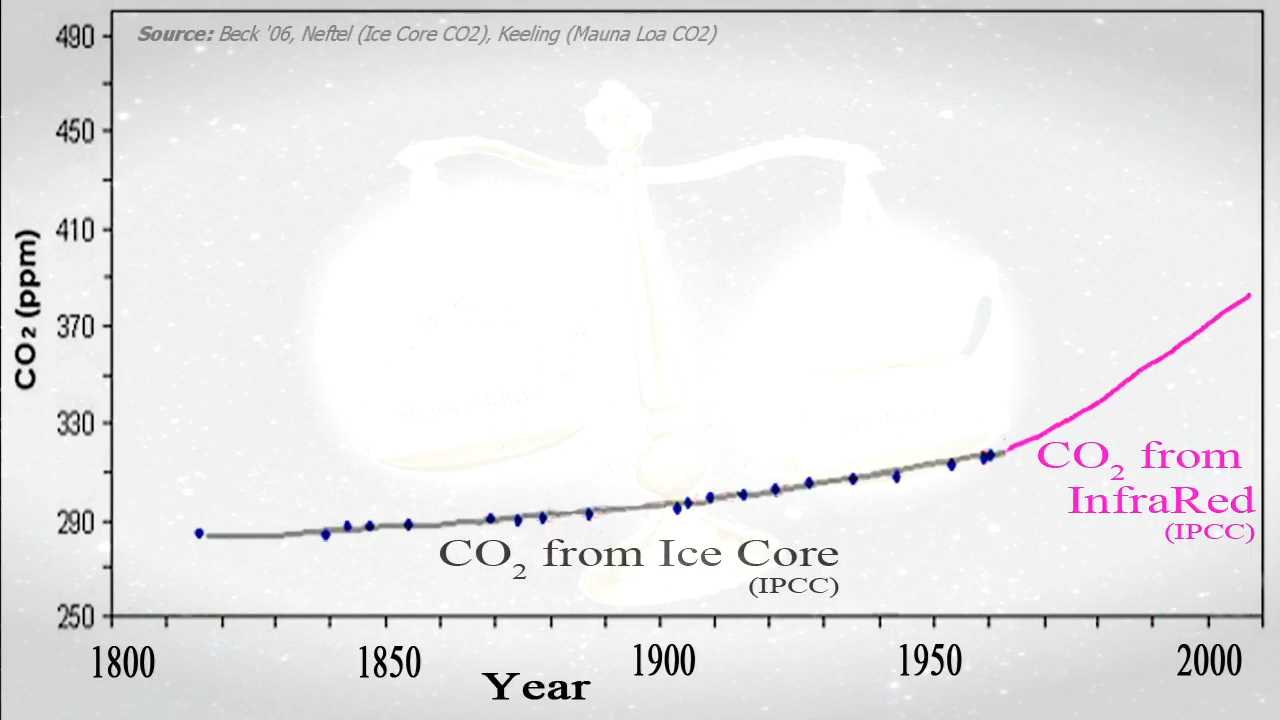 Source: Beck '06, Neftel (Ice Core CO2), Keeling (Mauna Loa CO2)
490
450
410
370
330
290
250
CO2 (ppm)
CO2 from
InfraRed
(IPCC)
CO2 from Ice Core
(IPCC)
1800 1850 1900 1950 2000
Year